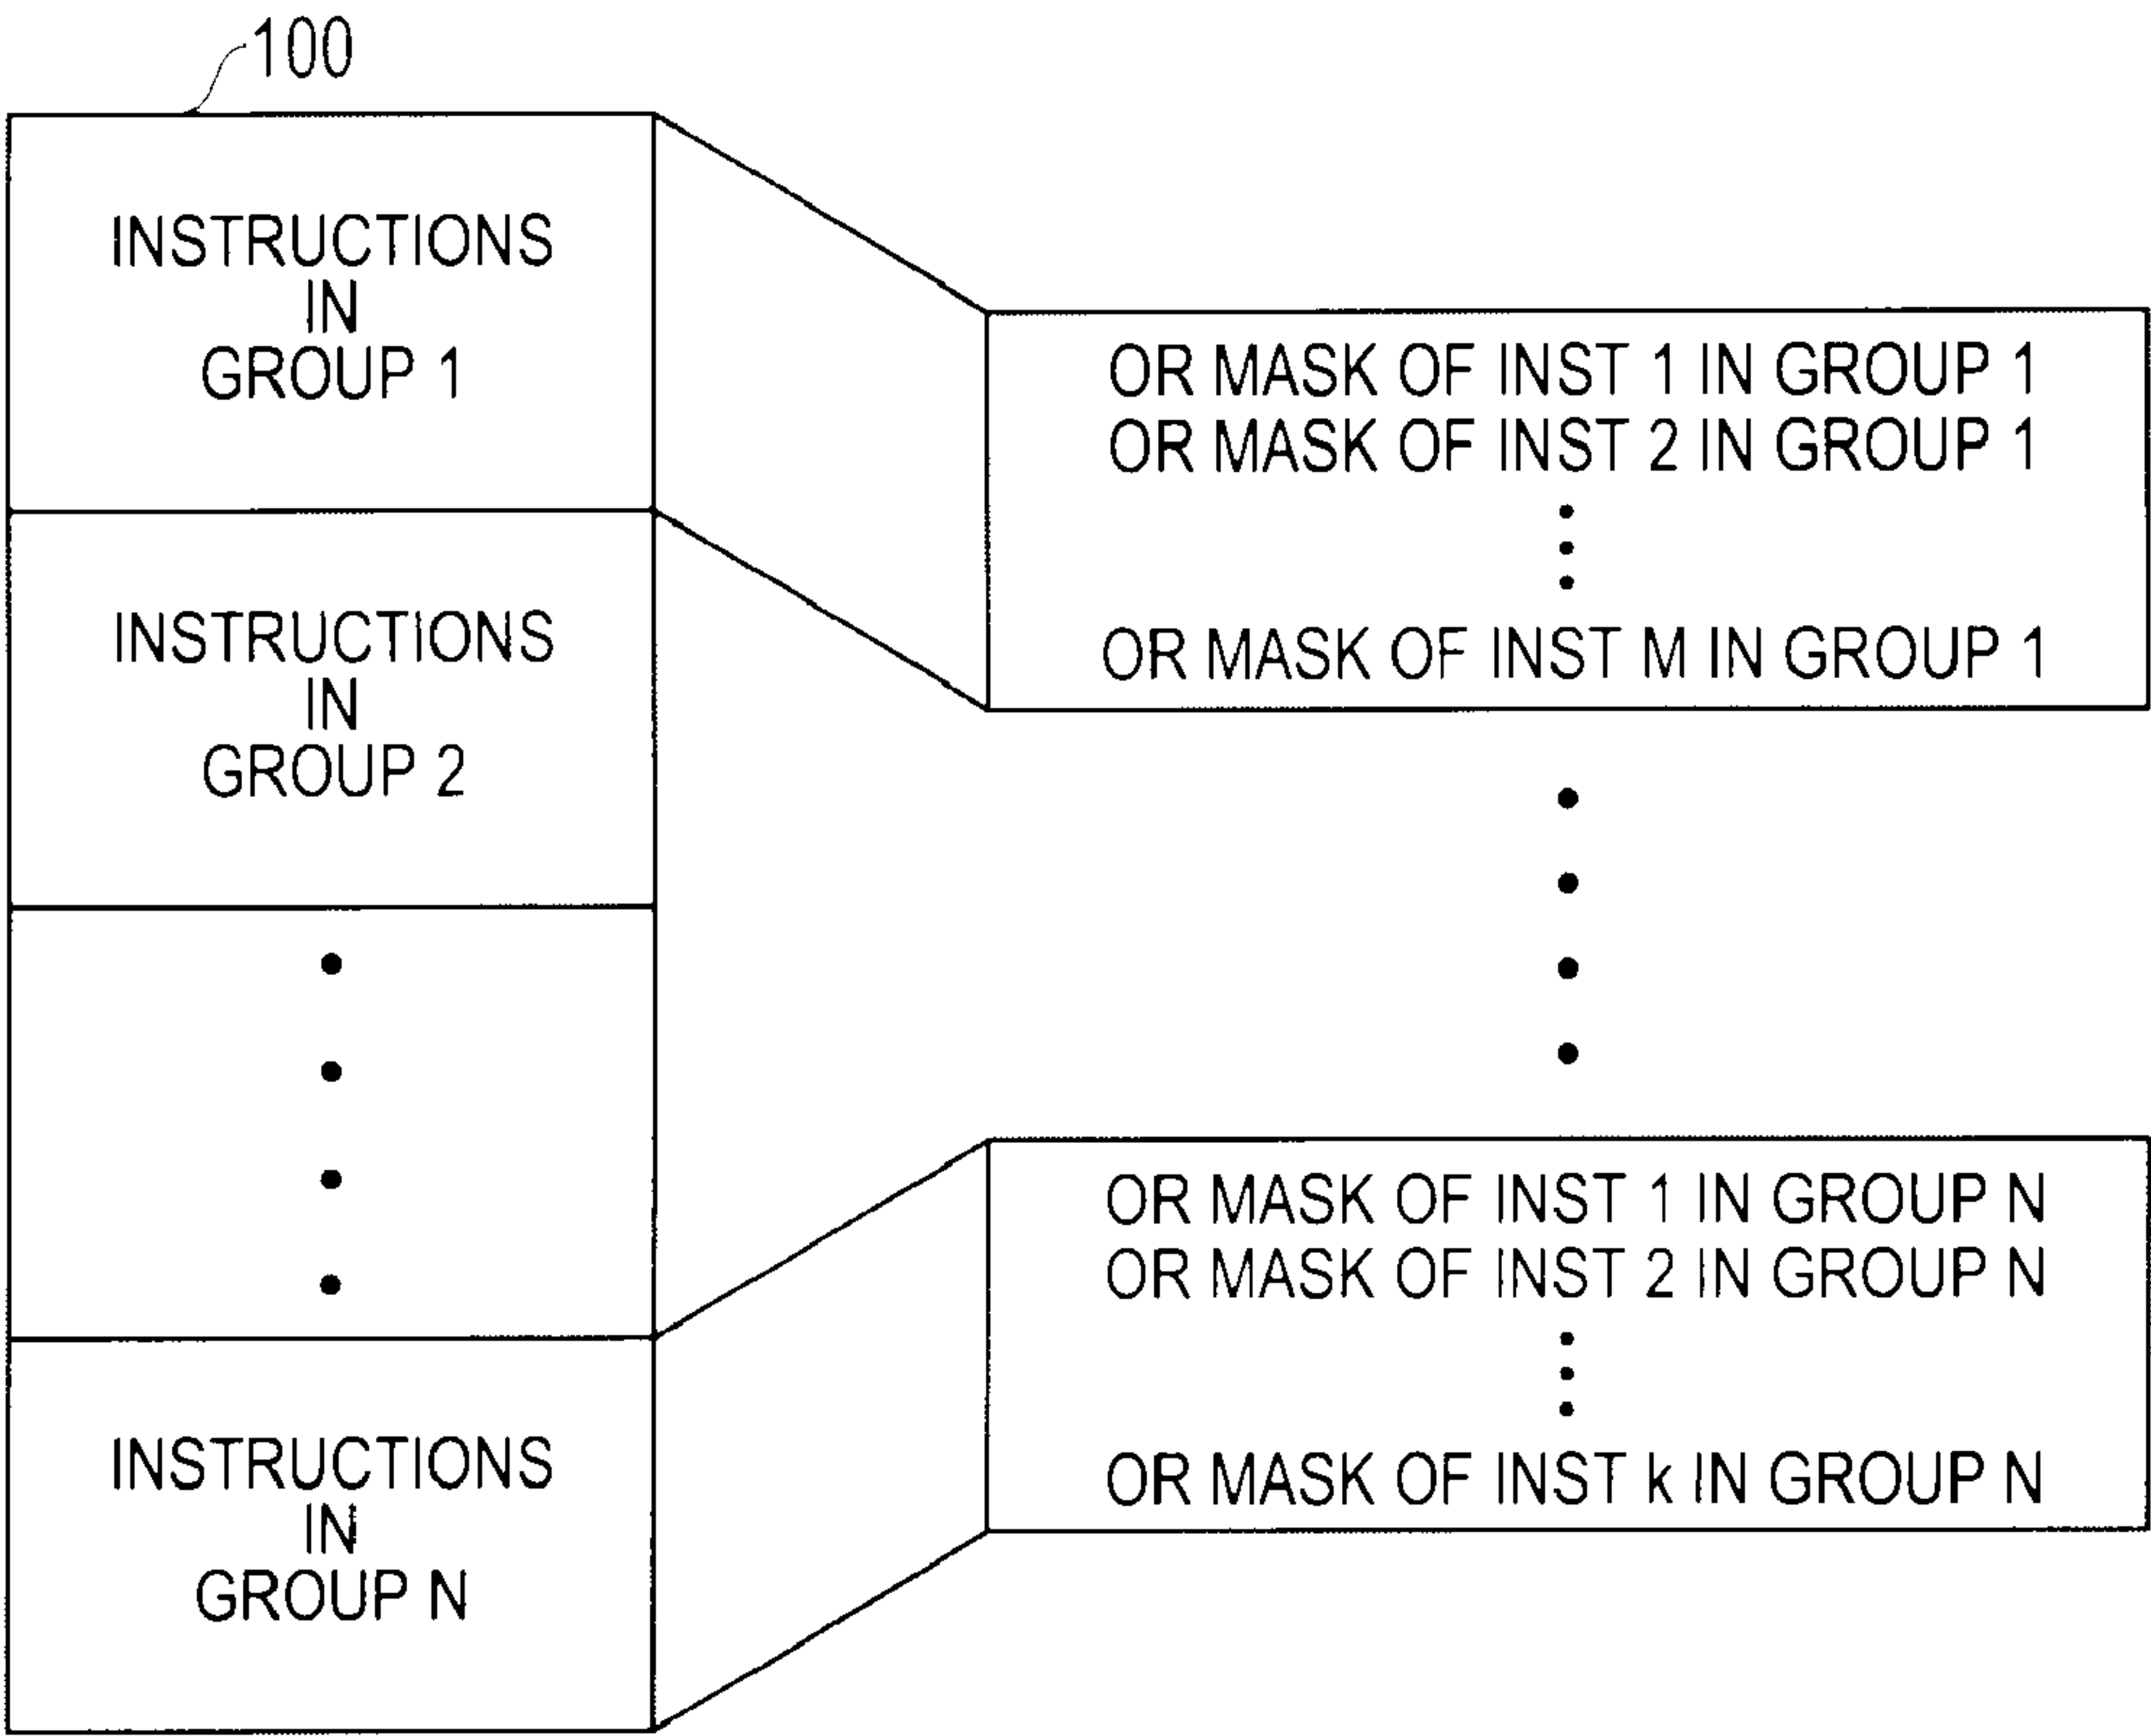 100
INSTRUCTIONS
IN
GROUP 1
INSTRUCTIONS
IN
GROUP 2
INSTRUCTIONS
IN
GROUP N
OR MASK OF INST 1 IN GROUP 1
OR MASK OF INST 2 IN GROUP 1
OR MASK OF INST M IN GROUP 1
OR MASK OF INST 1 IN GROUP N
OR MASK OF INST 2 IN GROUP N
OR MASK OF INST k IN GROUP N